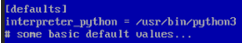 [defaults]
interpreter_python = /usr/bin/python3
# some basic default values...